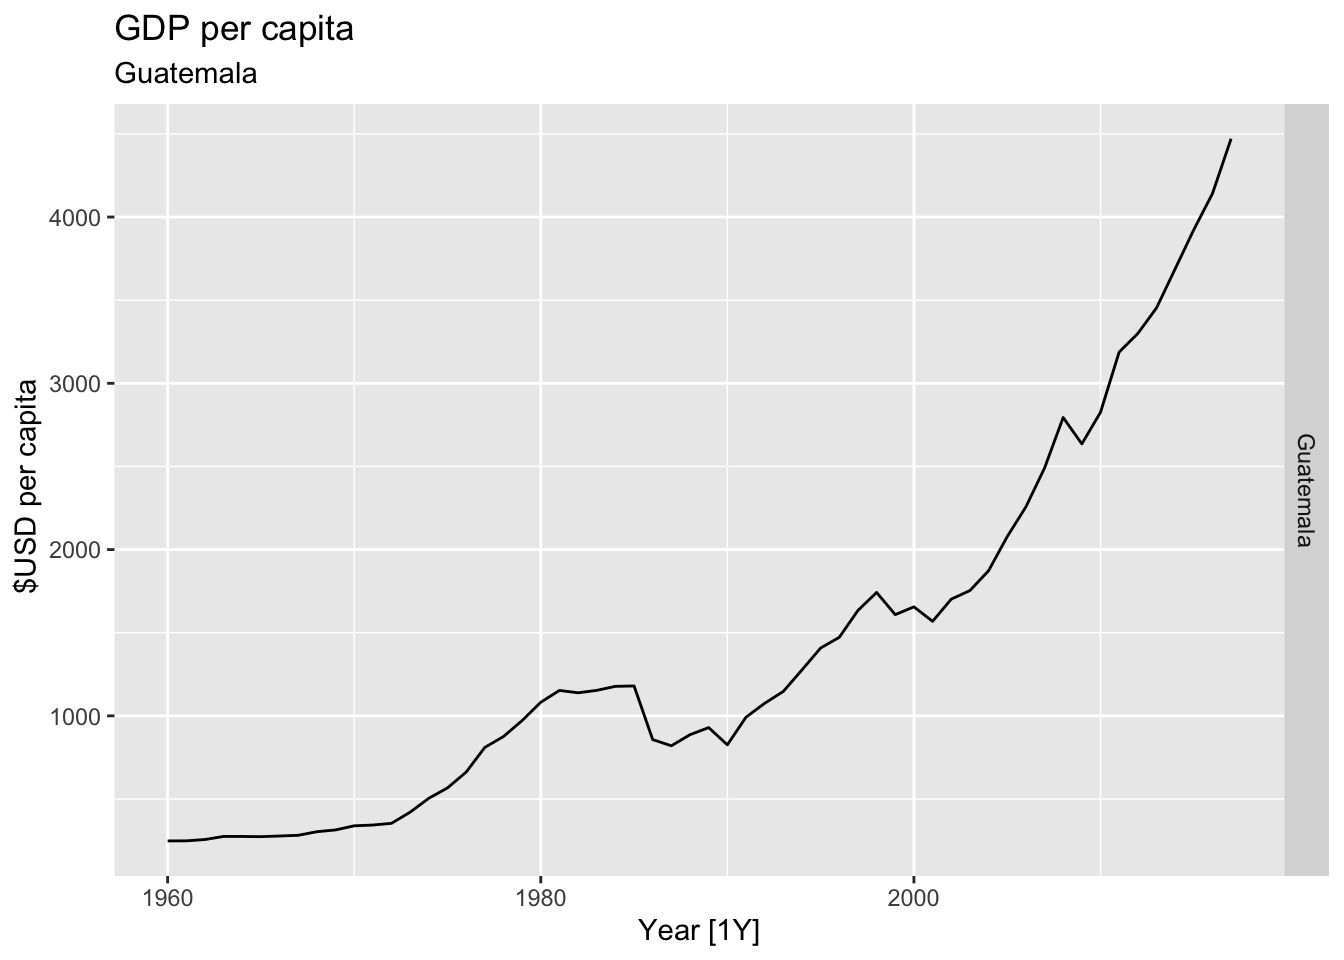 GDP per capita
Guatemala
$USD per capita
4000
3000
2000
1000
Guatemala
1960
1980
2000
Year [1Y]